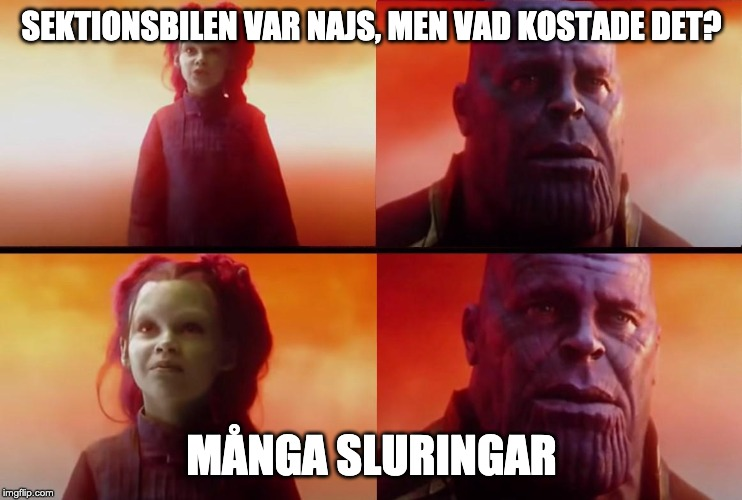 SEKTIONSBILEN VAR NAJS, MEN VAD KOSTADE DET?
MÅNGA SLURINGAR
imgflip.com